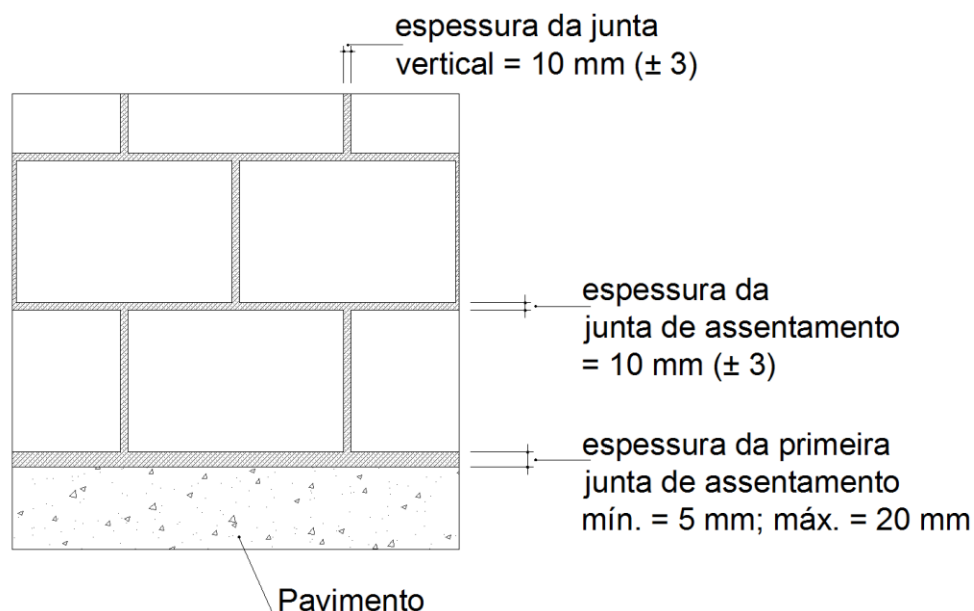 espessura da junta
vertical = 10 mm (± 3)
espessura da
junta de assentamento
= 10 mm (± 3)
espessura da primeira
junta de assentamento
mín. = 5 mm; máx. = 20 mm
Pavimento